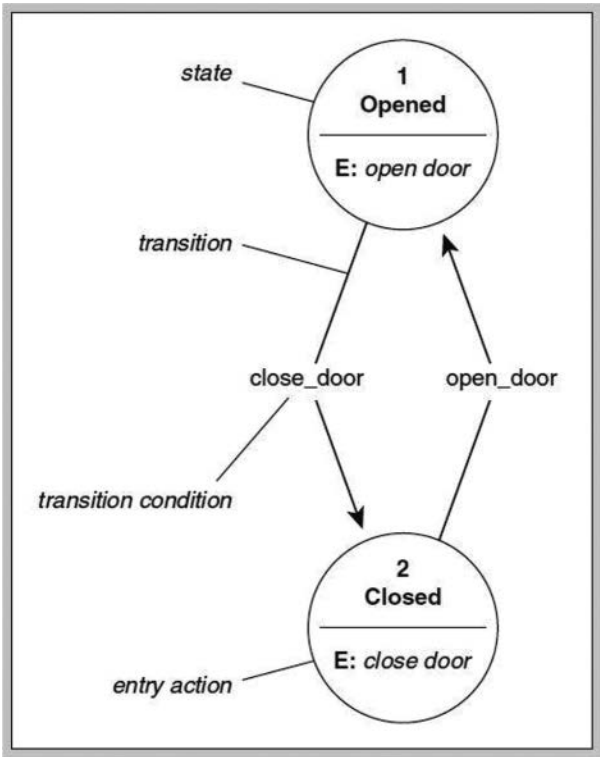 state
1
Opened
E: open door
transition
close_door
open_door
transition condition
2
Closed
E: close door
entry action